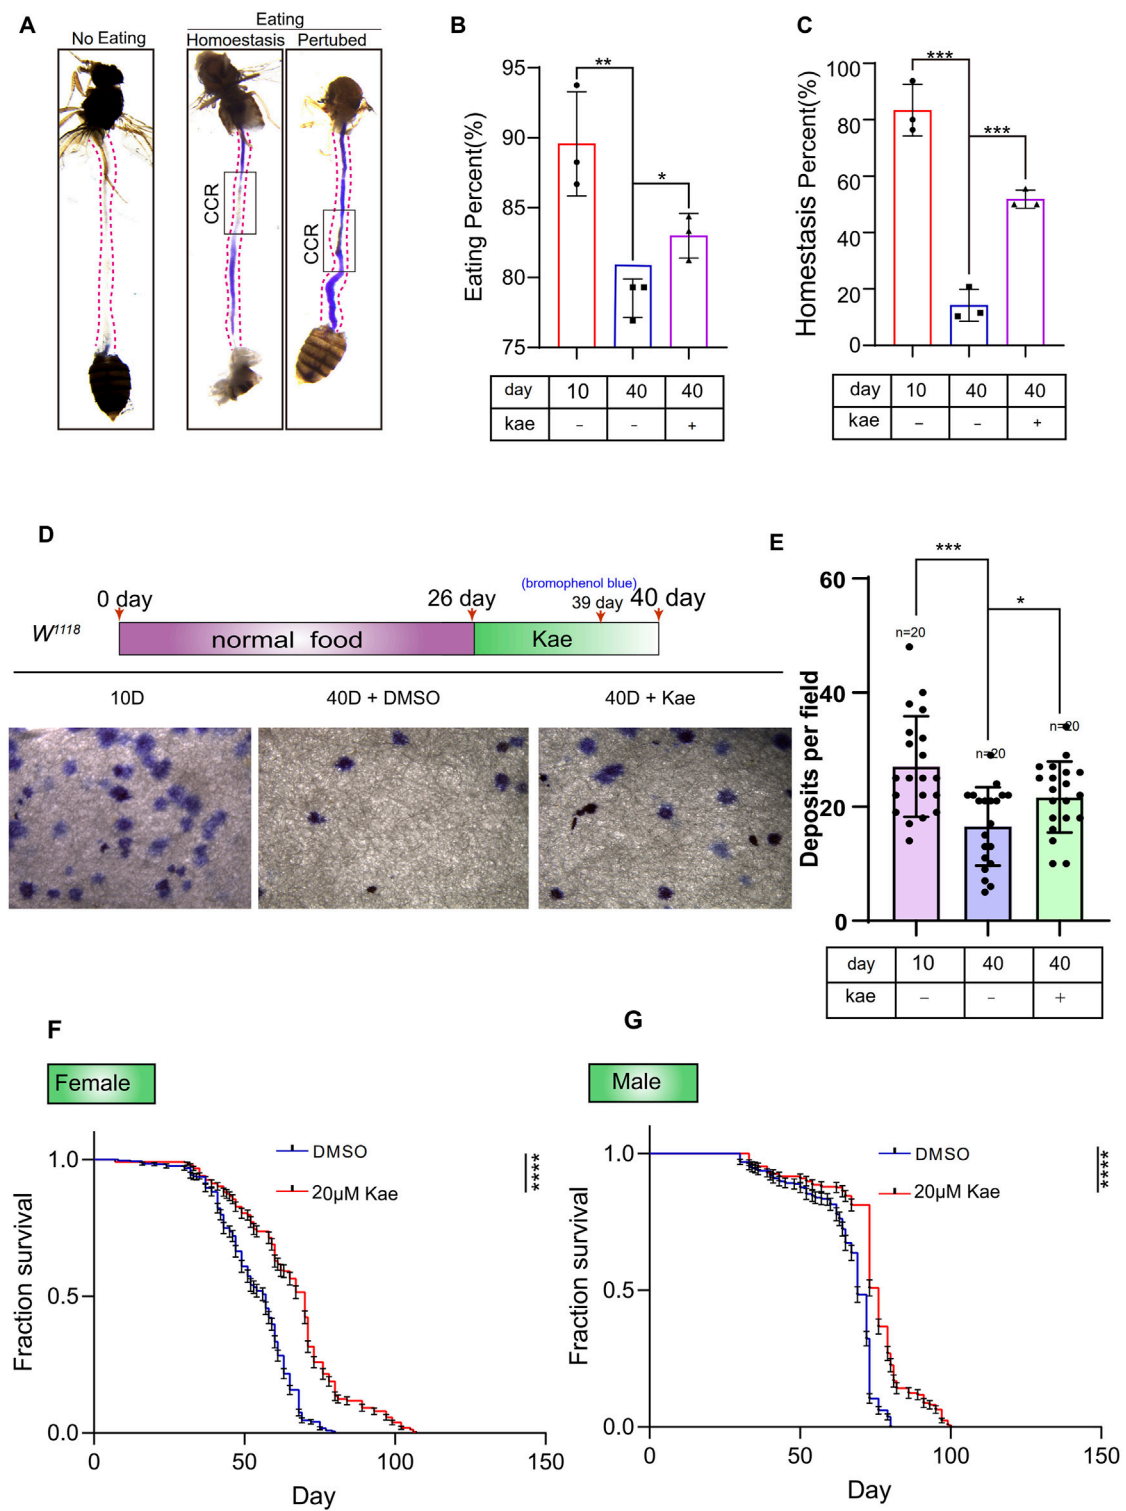 A
No Eating
Eating
Homoestasis
Pertubed
CCR
CCR
B
Eating Percent(%)
95
90
85
80
75
**
*
day 10 40 40
kae − − +
C
Homestasis Percent(%)
100
80
60
40
20
0
***
***
day 10 40 40
kae − − +
D
(bromophenol blue)
0 day 26 day 39 day 40 day
W1118
normal food
Kae
10D
40D + DMSO
40D + Kae
E
Deposits per field
60
40
20
0
***
*
n=20
n=20
n=20
day 10 40 40
kae − − +
F
Female
DMSO
20μM Kae
****
Fraction survival
1.0
0.5
0.0
0 50 100 150
Day
G
Male
DMSO
20μM Kae
****
Fraction survival
1.0
0.5
0.0
0 50 100 150
Day